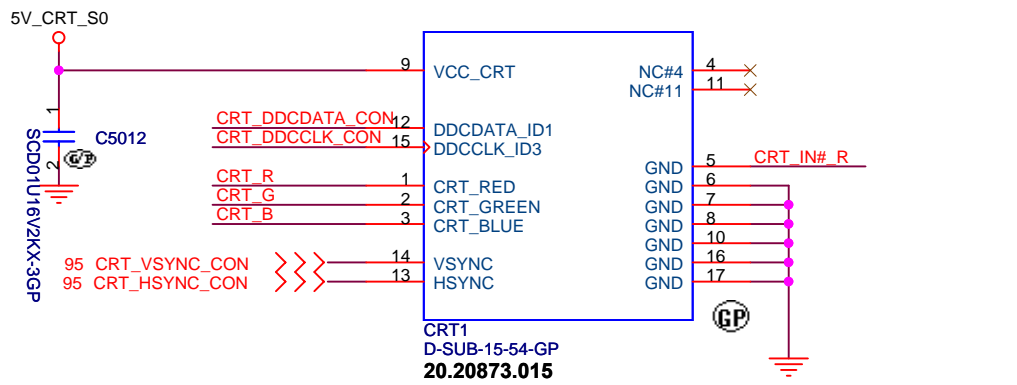 5V_CRT_S0
9 VCC_CRT
NC#4 4
NC#11 11
1
C5012
2
SCD01U16V2KX-3GP
CRT_DDCDATA_CON 12 DDCDATA_ID1
CRT_DDCCLK_CON 15 DDCCLK_ID3
CRT_R 1 CRT_RED
CRT_G 2 CRT_GREEN
CRT_B 3 CRT_BLUE
95 CRT_VSYNC_CON 14 VSYNC
95 CRT_HSYNC_CON 13 HSYNC
GND 5 CRT_IN#_R
GND 6
GND 7
GND 8
GND 10
GND 16
GND 17
GP
CRT1
D-SUB-15-54-GP
20.20873.015